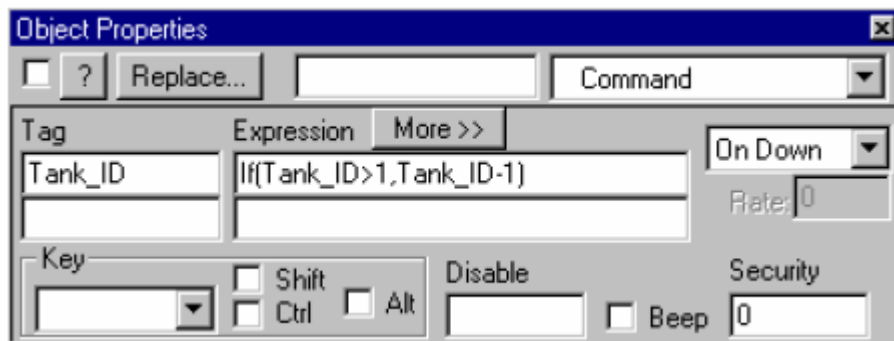 Object Properties
? Replace... Command
Tag Expression More >>
On Down
Tank_ID If(Tank_ID>1,Tank_ID-1)
Rate: 0
Key Shift Ctrl Alt Disable Beep Security
0